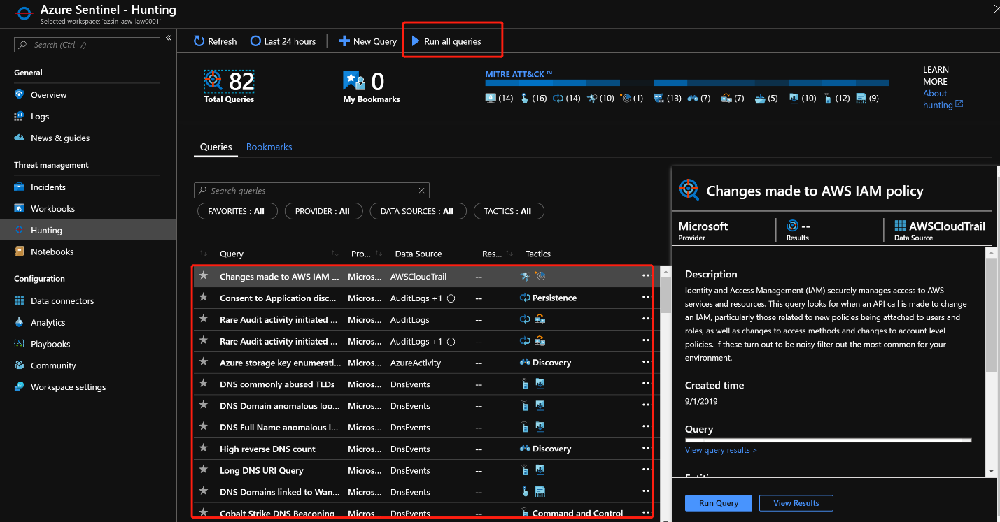 Azure Sentinel - Hunting
Selected workspace: 'azsin-asw-law0001'
Search (Ctrl+/)
«
General
Overview
Logs
News & guides
Threat management
Incidents
Workbooks
Hunting
Notebooks
Configuration
Data connectors
Analytics
Playbooks
Community
Workspace settings
Refresh
Last 24 hours
New Query
Run all queries
82
Total Queries
0
My Bookmarks
MITRE ATT&CK ™
(14) (16) (14) (10) (1) (13) (7) (7) (5) (10) (12) (9)
LEARN
MORE
About
hunting
Queries Bookmarks
Search queries
FAVORITES : All PROVIDER : All DATA SOURCES : All TACTICS : All
Query Pro... Data Source Res... Tactics
Changes made to AWS IAM ... Micros... AWSCloudTrail --
Consent to Application disc... Micros... AuditLogs +1 -- Persistence
Rare Audit activity initiated ... Micros... AuditLogs --
Rare Audit activity initiated ... Micros... AuditLogs +1 --
Azure storage key enumerati... Micros... AzureActivity -- Discovery
DNS commonly abused TLDs Micros... DnsEvents --
DNS Domain anomalous loo... Micros... DnsEvents --
DNS Full Name anomalous l... Micros... DnsEvents --
High reverse DNS count Micros... DnsEvents -- Discovery
Long DNS URI Query Micros... DnsEvents --
DNS Domains linked to Wan... Micros... DnsEvents --
Cobalt Strike DNS Beaconing Micros... DnsEvents -- Command and Control
Changes made to AWS IAM policy
Microsoft
Provider
--
Results
AWSCloudTrail
Data Source
Description
Identity and Access Management (IAM) securely manages access to AWS
services and resources. This query looks for when an API call is made to change
an IAM, particularly those related to new policies being attached to users and
roles, as well as changes to access methods and changes to account level
policies. If these turn out to be noisy filter out the most common for your
environment.
Created time
9/1/2019
Query
View query results >
Entities
Run Query View Results